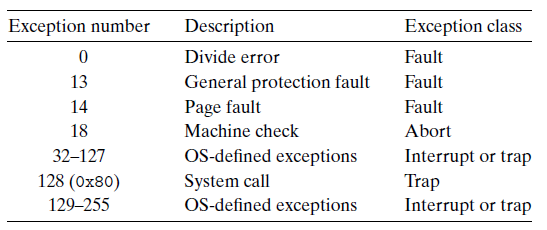 Exception number Description Exception class
0 Divide error Fault
13 General protection fault Fault
14 Page fault Fault
18 Machine check Abort
32–127 OS-defined exceptions Interrupt or trap
128 (0x80) System call Trap
129–255 OS-defined exceptions Interrupt or trap